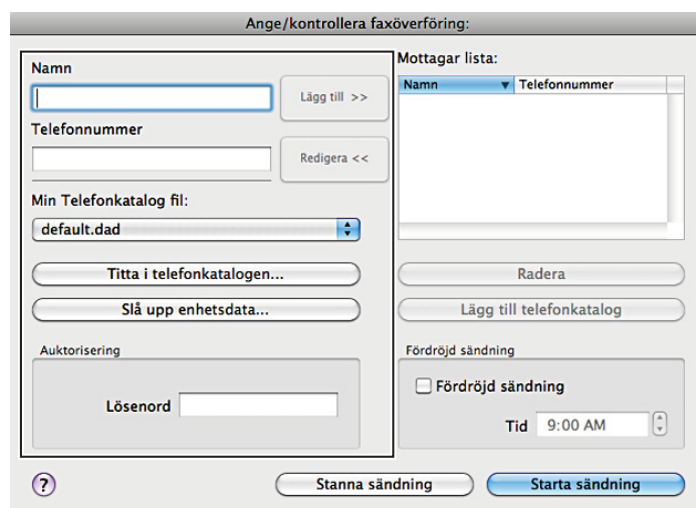 Ange/kontrollera faxöverföring:
Namn
Lägg till >>
Telefonnummer
Redigera <<
Min Telefonkatalog fil:
default.dad
Titta i telefonkatalogen...
Slå upp enhetsdata...
Auktorisering
Lösenord
Mottagar lista:
Namn Telefonnummer
Radera
Lägg till telefonkatalog
Fördröjd sändning
Fördröjd sändning
Tid 9:00 AM
?
Stanna sändning
Starta sändning